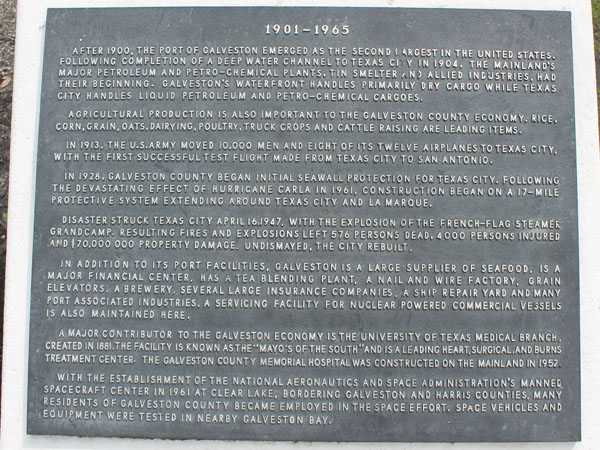 1901-1965
AFTER 1900, THE PORT OF GALVESTON EMERGED AS THE SECOND LARGEST IN THE UNITED STATES.
FOLLOWING COMPLETION OF A DEEP WATER CHANNEL TO TEXAS CITY IN 1904, THE MAINLAND'S
MAJOR PETROLEUM AND PETRO-CHEMICAL PLANTS, TIN SMELTER AND ALLIED INDUSTRIES, HAD
THEIR BEGINNING. GALVESTON'S WATERFRONT HANDLES PRIMARILY DRY CARGO WHILE TEXAS
CITY HANDLES LIQUID PETROLEUM AND PETRO-CHEMICAL CARGOES.
AGRICULTURAL PRODUCTION IS ALSO IMPORTANT TO THE GALVESTON COUNTY ECONOMY. RICE,
CORN, GRAIN, OATS, DAIRYING, POULTRY, TRUCK CROPS AND CATTLE RAISING ARE LEADING ITEMS.
IN 1913, THE U.S. ARMY MOVED 10,000 MEN AND EIGHT OF ITS TWELVE AIRPLANES TO TEXAS CITY,
WITH THE FIRST SUCCESSFUL TEST FLIGHT MADE FROM TEXAS CITY TO SAN ANTONIO.
IN 1928, GALVESTON COUNTY BEGAN INITIAL SEAWALL PROTECTION FOR TEXAS CITY. FOLLOWING
THE DEVASTATING EFFECT OF HURRICANE CARLA IN 1961, CONSTRUCTION BEGAN ON A 17-MILE
PROTECTIVE SYSTEM EXTENDING AROUND TEXAS CITY AND LA MARQUE.
DISASTER STRUCK TEXAS CITY APRIL 16, 1947, WITH THE EXPLOSION OF THE FRENCH-FLAG STEAMER
GRANDCAMP. RESULTING FIRES AND EXPLOSIONS LEFT 576 PERSONS DEAD, 4000 PERSONS INJURED
AND $70,000,000 PROPERTY DAMAGE. UNDISMAYED, THE CITY REBUILT.
IN ADDITION TO ITS PORT FACILITIES, GALVESTON IS A LARGE SUPPLIER OF SEAFOOD, IS A
MAJOR FINANCIAL CENTER, HAS A TEA BLENDING PLANT, A NAIL AND WIRE FACTORY, GRAIN
ELEVATORS, A BREWERY, SEVERAL LARGE INSURANCE COMPANIES, A SHIP REPAIR YARD AND MANY
PORT ASSOCIATED INDUSTRIES. A SERVICING FACILITY FOR NUCLEAR POWERED COMMERCIAL VESSELS
IS ALSO MAINTAINED HERE.
A MAJOR CONTRIBUTOR TO THE GALVESTON ECONOMY IS THE UNIVERSITY OF TEXAS MEDICAL BRANCH,
CREATED IN 1881. THE FACILITY IS KNOWN AS THE "MAYO'S OF THE SOUTH" AND IS A LEADING HEART, SURGICAL, AND BURNS
TREATMENT CENTER. THE GALVESTON COUNTY MEMORIAL HOSPITAL WAS CONSTRUCTED ON THE MAINLAND IN 1952.
WITH THE ESTABLISHMENT OF THE NATIONAL AERONAUTICS AND SPACE ADMINISTRATION'S MANNED
SPACECRAFT CENTER IN 1961 AT CLEAR LAKE, BORDERING GALVESTON AND HARRIS COUNTIES, MANY
RESIDENTS OF GALVESTON COUNTY BECAME EMPLOYED IN THE SPACE EFFORT. SPACE VEHICLES AND
EQUIPMENT WERE TESTED IN NEARBY GALVESTON BAY.